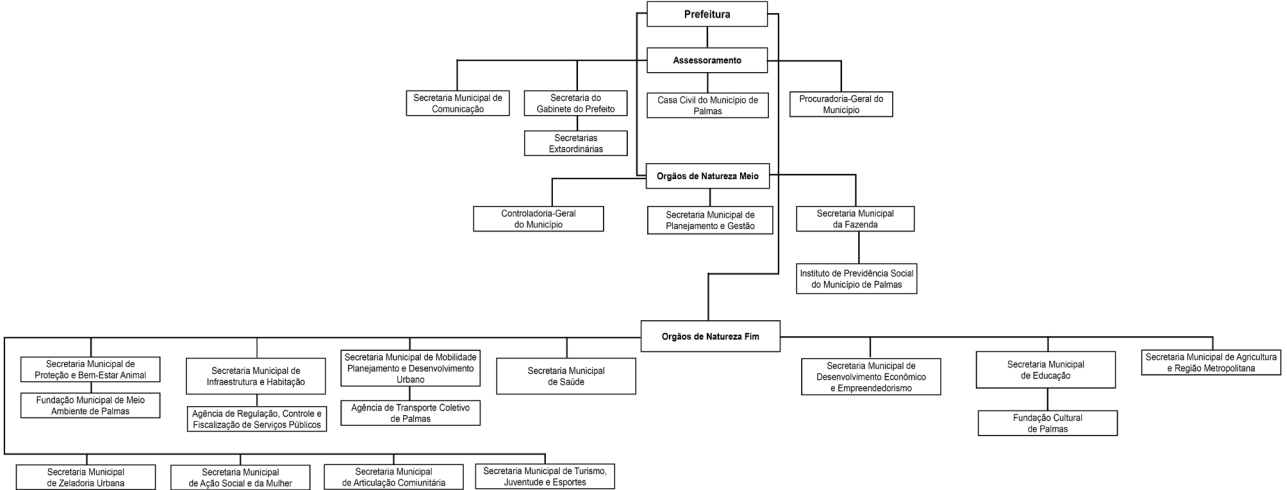 Prefeitura
Assessoramento
Secretaria Municipal de
Comunicação
Secretaria do
Gabinete do Prefeito
Casa Civil do Município de
Palmas
Procuradoria-Geral do
Município
Secretarias
Extaordinárias
Orgãos de Natureza Meio
Controladoria-Geral
do Município
Secretaria Municipal de
Planejamento e Gestão
Secretaria Municipal
da Fazenda
Instituto de Previdência Social
do Município de Palmas
Orgãos de Natureza Fim
Secretaria Municipal de
Proteção e Bem-Estar Animal
Secretaria Municipal de
Infraestrutura e Habitação
Secretaria Municipal de Mobilidade
Planejamento e Desenvolvimento
Urbano
Secretaria Municipal
de Saúde
Secretaria Municipal de
Desenvolvimento Econômico
e Empreendedorismo
Secretaria Municipal
de Educação
Secretaria Municipal de Agricultura
e Região Metropolitana
Fundação Municipal de Meio
Ambiente de Palmas
Agência de Regulação, Controle e
Fiscalização de Serviços Públicos
Agência de Transporte Coletivo
de Palmas
Fundação Cultural
de Palmas
Secretaria Municipal
de Zeladoria Urbana
Secretaria Municipal
de Ação Social e da Mulher
Secretaria Municipal
de Articulação Comiunitária
Secretaria Municipal de Turismo,
Juventude e Esportes